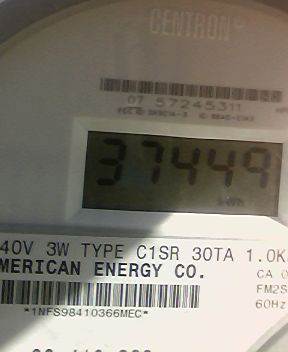 CENTRON®
07 57245311
37449
kWh
40V 3W TYPE C1SR 30TA 1.0K
MERICAN ENERGY CO.
CA 0
FM2S
60Hz
*1NFS98410366MEC*